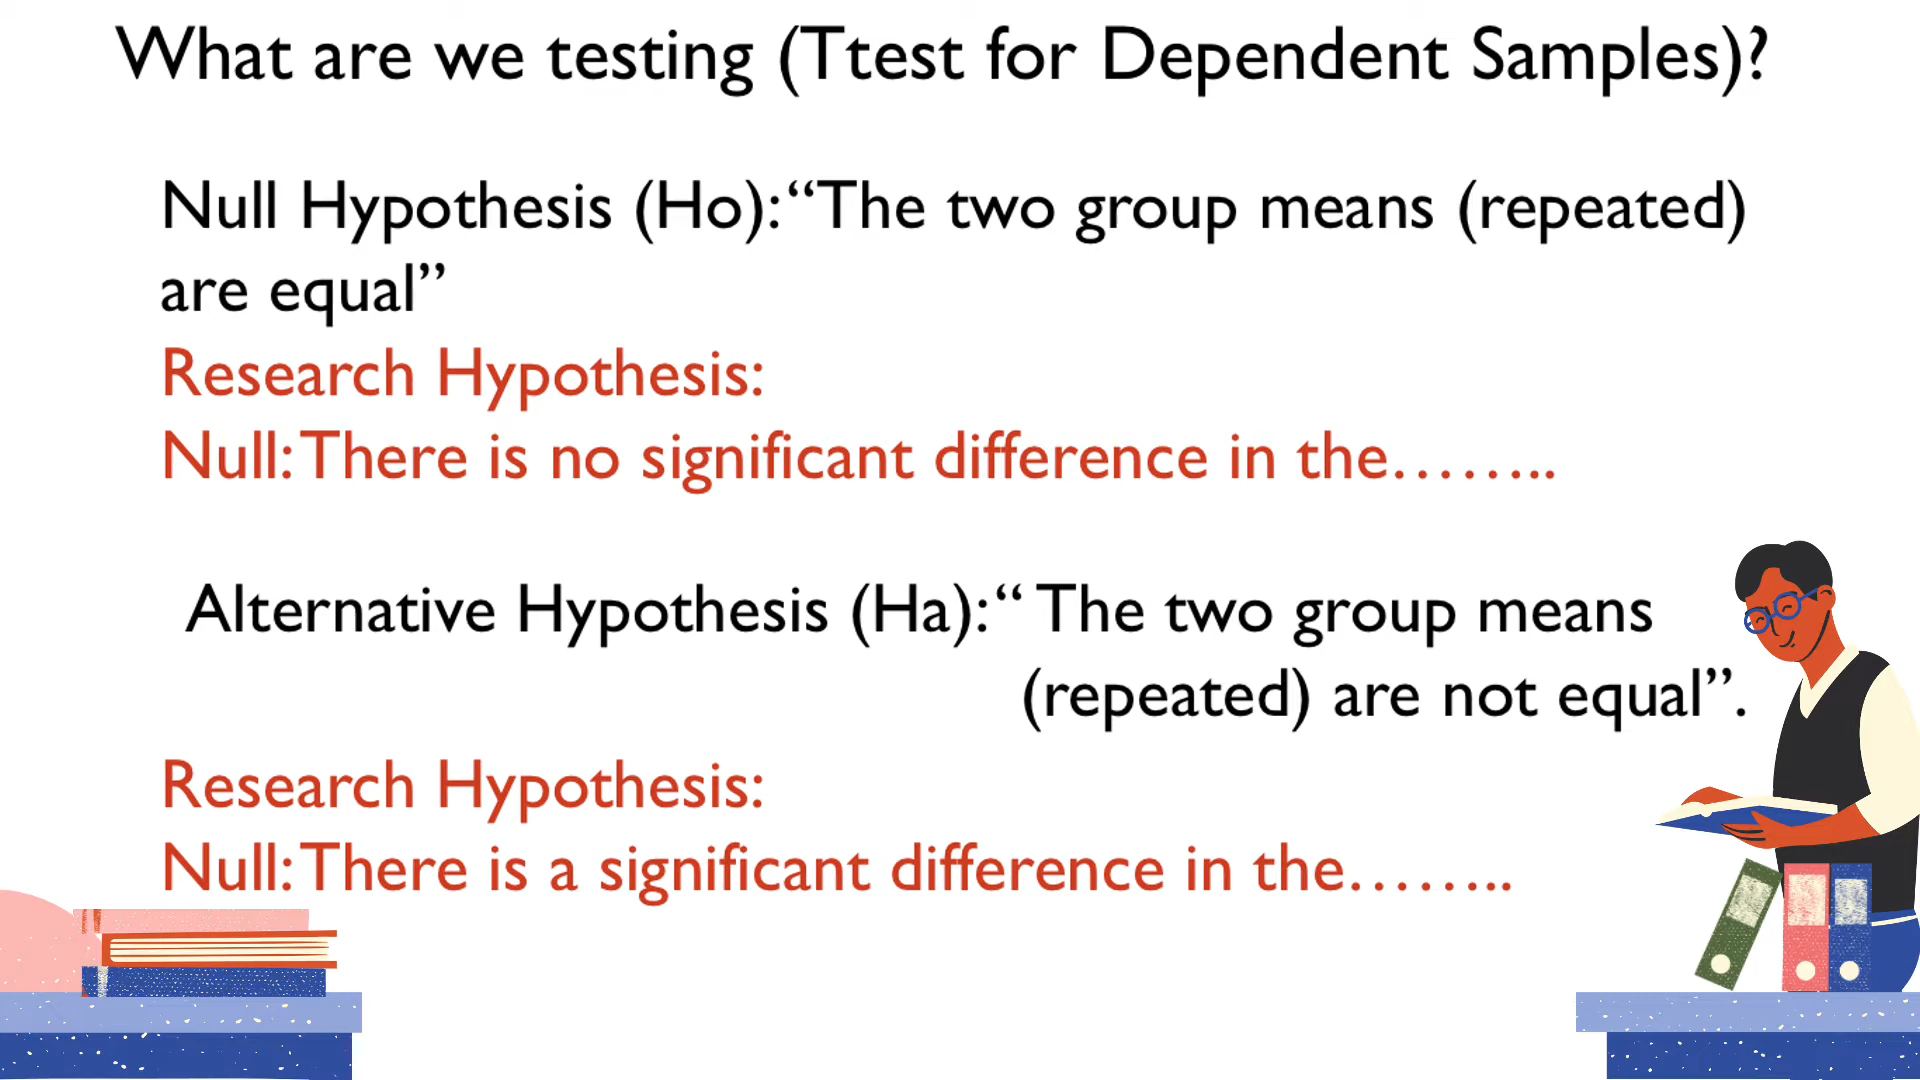 What are we testing (Ttest for Dependent Samples)?
Null Hypothesis (Ho): “The two group means (repeated)
are equal”
Research Hypothesis:
Null: There is no significant difference in the……..
Alternative Hypothesis (Ha): “ The two group means
(repeated) are not equal”.
Research Hypothesis:
Null: There is a significant difference in the……..